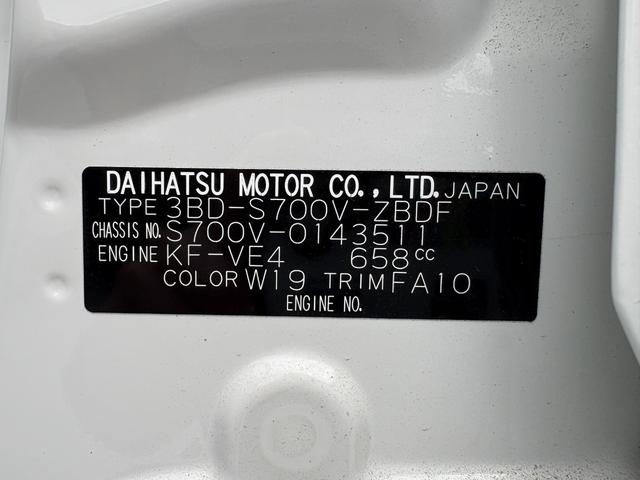 DAIHATSU MOTOR CO., LTD. JAPAN
TYPE 3BD-S700V-ZBDF
CHASSIS NO. S700V-0143511
ENGINE KF-VE4 658cc
COLOR W19 TRIM FA10
ENGINE NO.